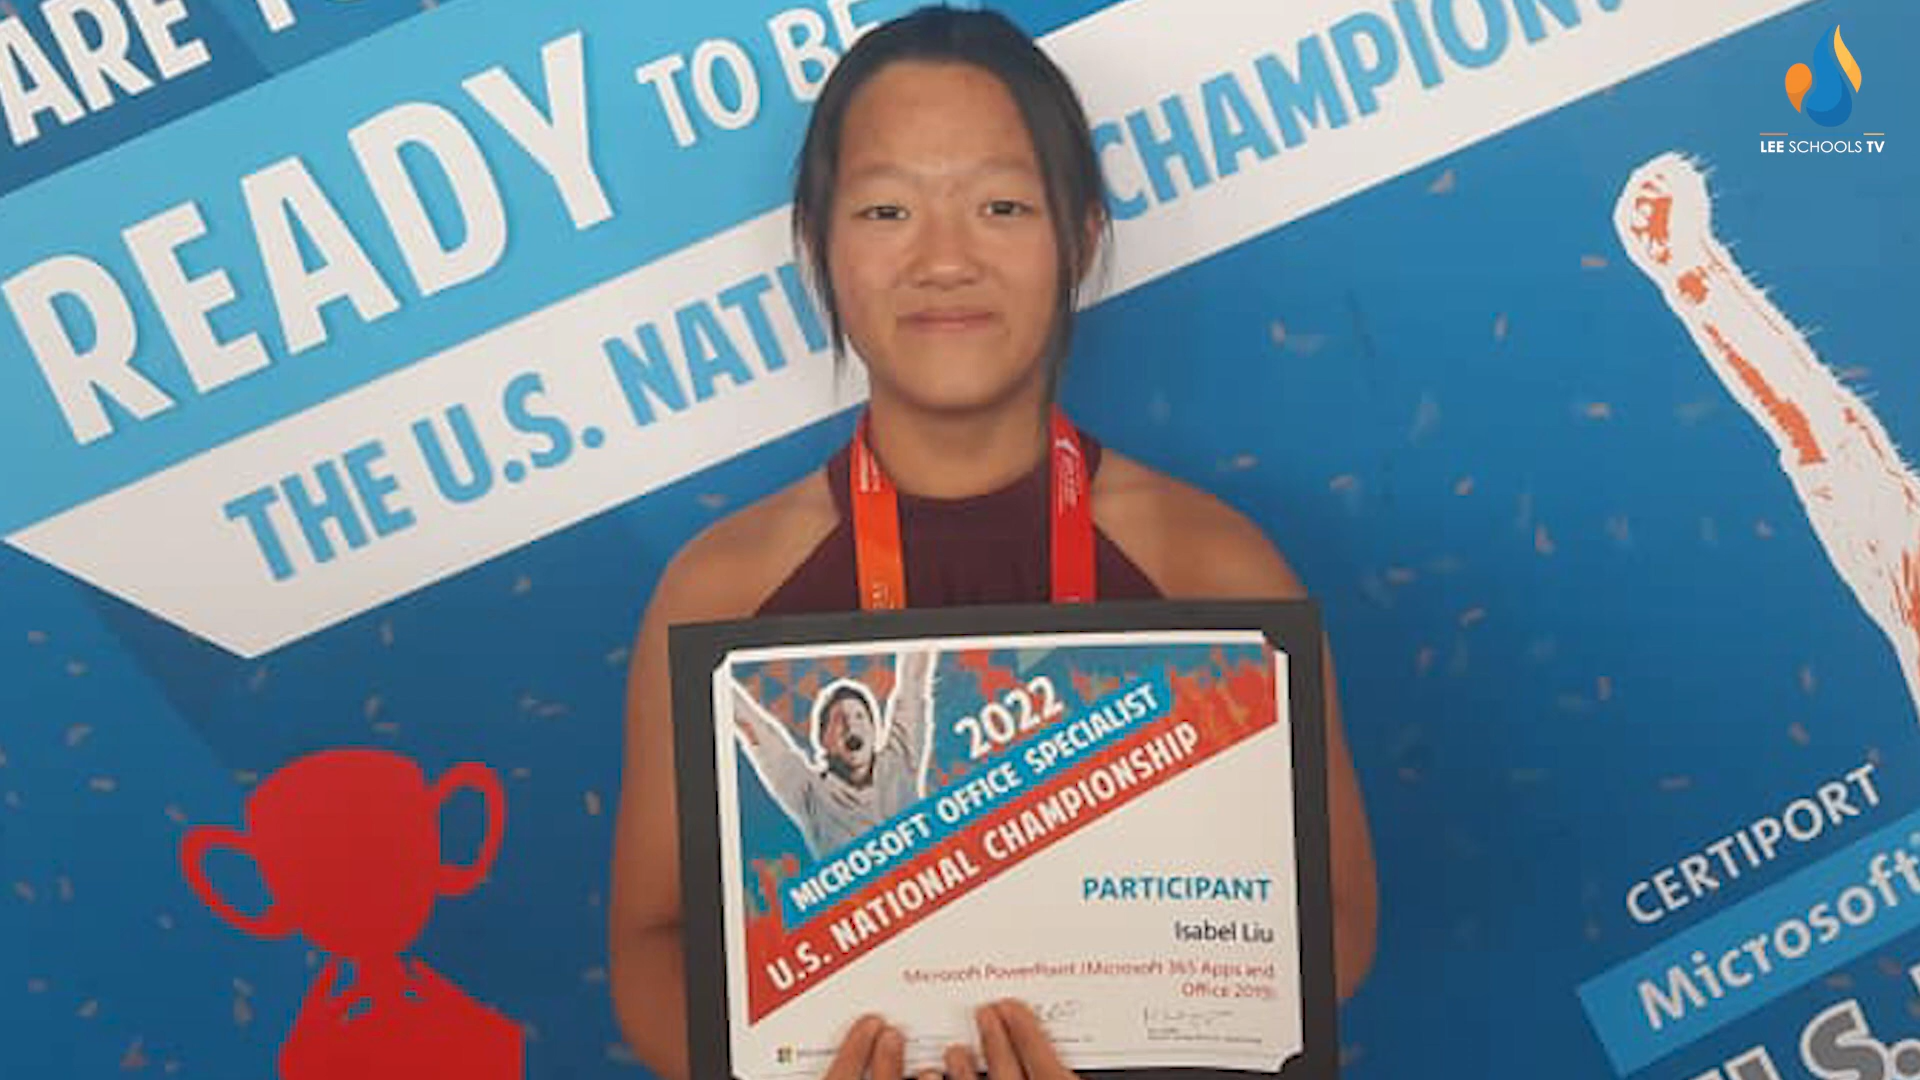 ARE
READY TO BE
THE U.S. NATI CHAMPION?
LEE SCHOOLS TV
2022
MICROSOFT OFFICE SPECIALIST
U.S. NATIONAL CHAMPIONSHIP
PARTICIPANT
Isabel Liu
Microsoft PowerPoint (Microsoft 365 Apps and
Office 2019)
CERTIPORT
Microsoft
U.S.